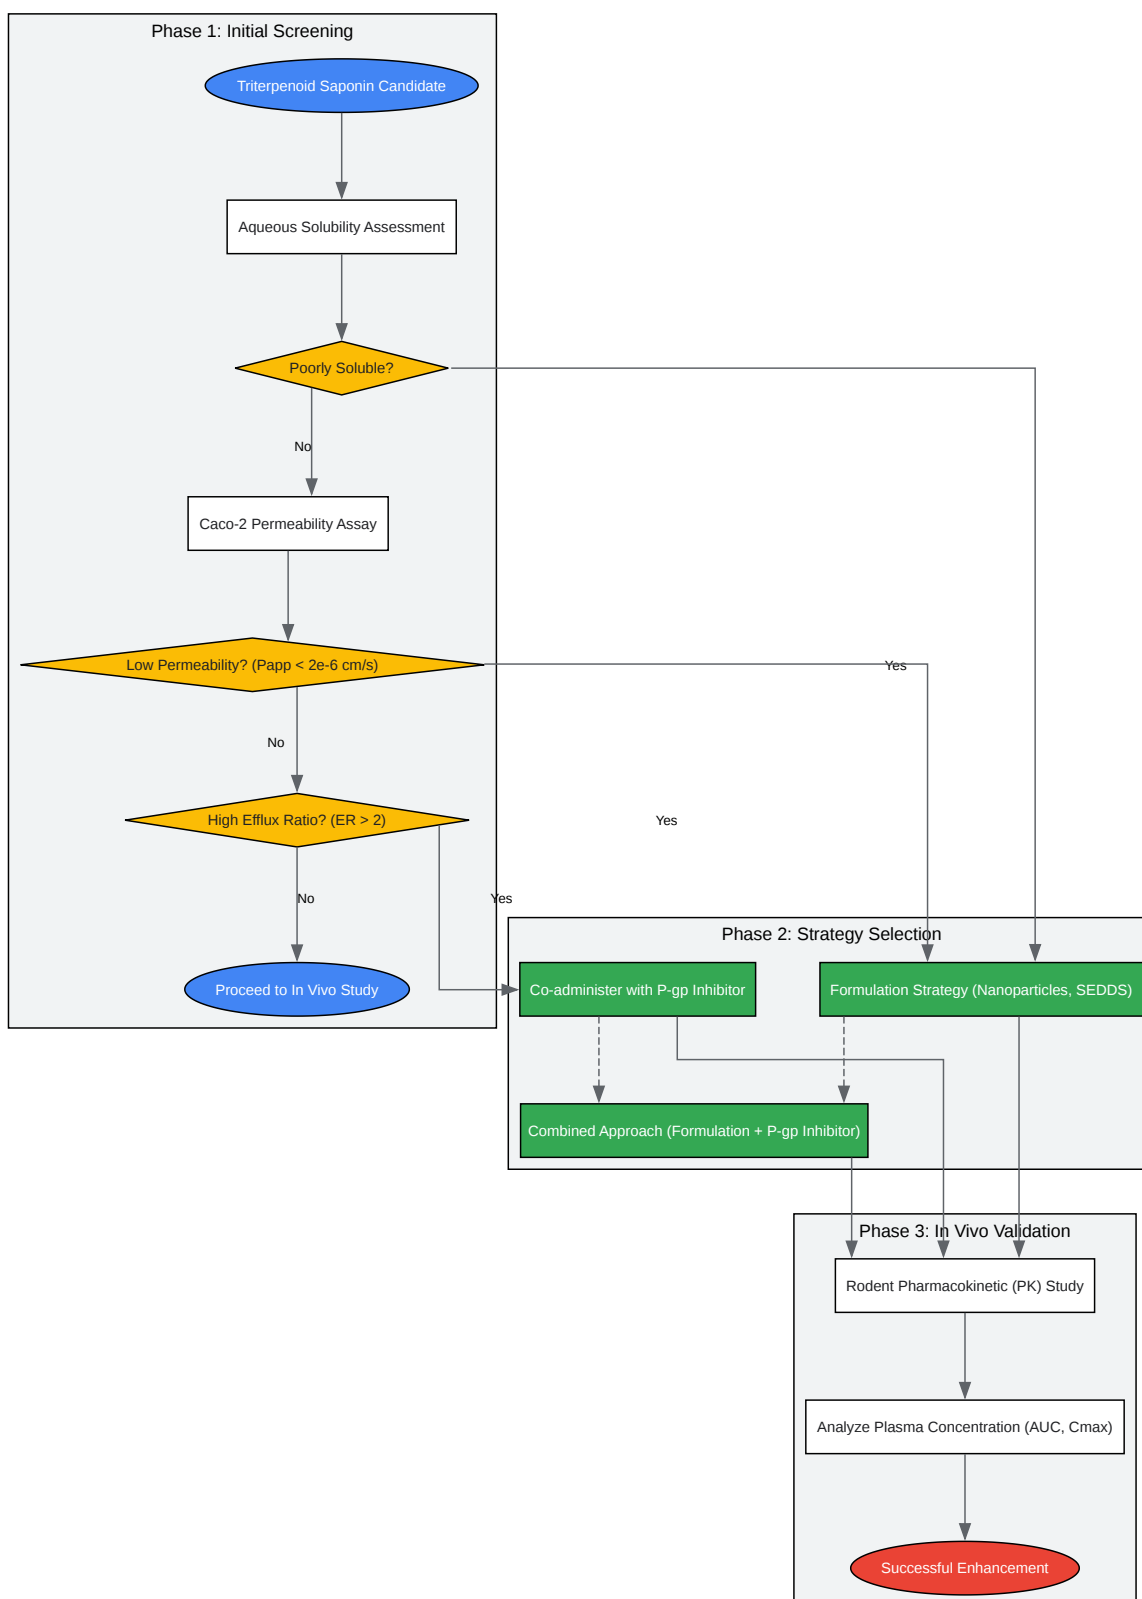 Phase 1: Initial Screening
Triterpenoid Saponin Candidate
Aqueous Solubility Assessment
Poorly Soluble?
No
Caco-2 Permeability Assay
Low Permeability? (Papp < 2e-6 cm/s)
Yes
No
High Efflux Ratio? (ER > 2)
Yes
No
Yes
Phase 2: Strategy Selection
Proceed to In Vivo Study
Co-administer with P-gp Inhibitor
Formulation Strategy (Nanoparticles, SEDDS)
Combined Approach (Formulation + P-gp Inhibitor)
Phase 3: In Vivo Validation
Rodent Pharmacokinetic (PK) Study
Analyze Plasma Concentration (AUC, Cmax)
Successful Enhancement